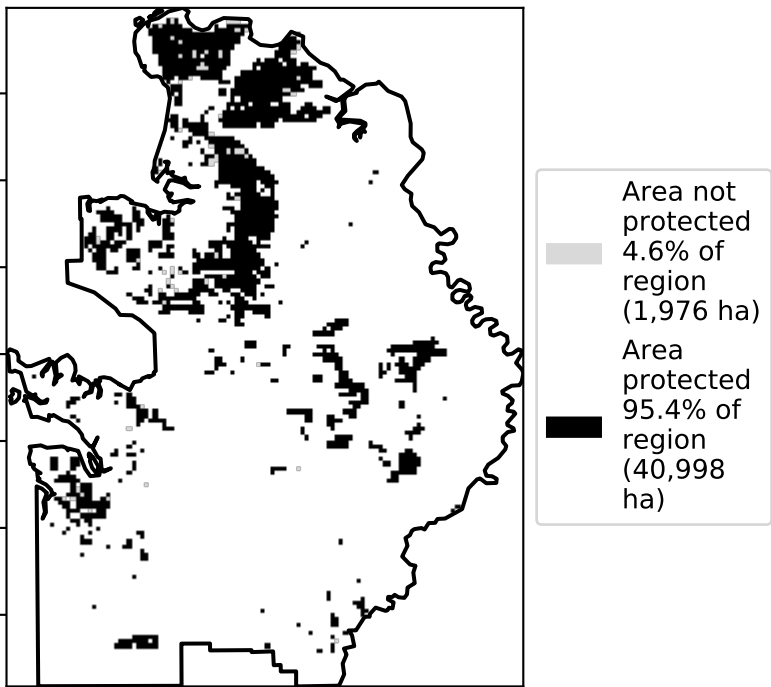 Area not
protected
4.6% of
region
(1,976 ha)
Area
protected
95.4% of
region
(40,998
ha)